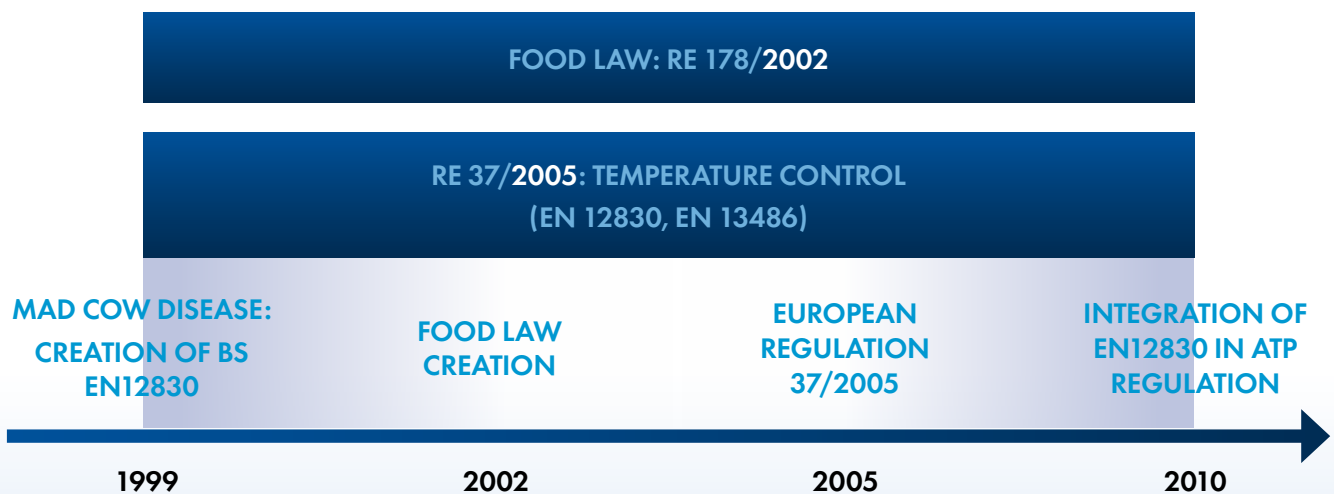 FOOD LAW: RE 178/2002
RE 37/2005: TEMPERATURE CONTROL
(EN 12830, EN 13486)
MAD COW DISEASE:
CREATION OF BS
EN12830
FOOD LAW
CREATION
EUROPEAN
REGULATION
37/2005
INTEGRATION OF
EN12830 IN ATP
REGULATION
1999
2002
2005
2010